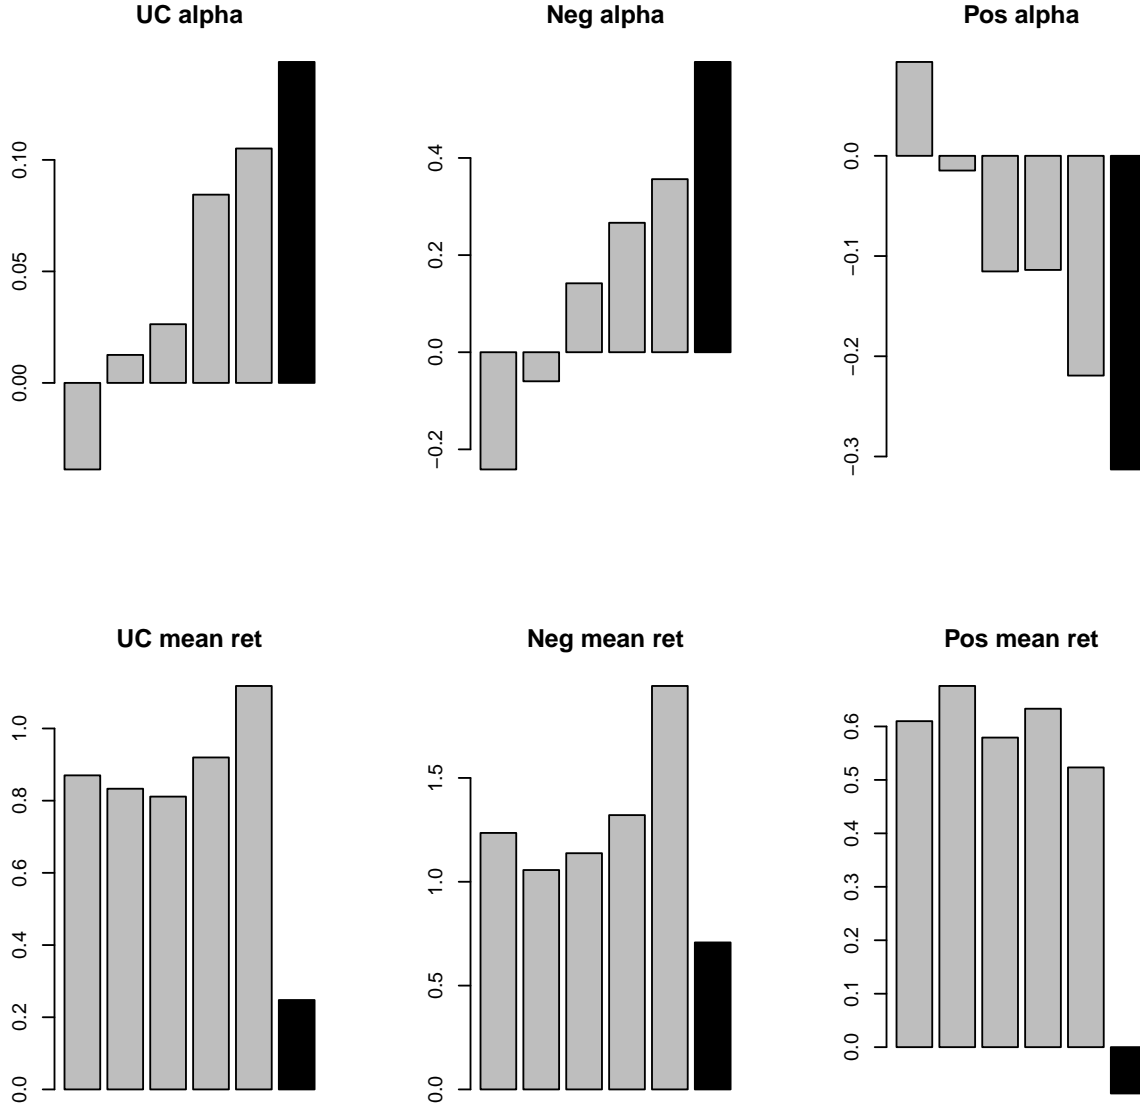 UC alpha
0.00 0.05 0.10
Neg alpha
−0.2 0.0 0.2 0.4
Pos alpha
−0.3 −0.2 −0.1 0.0
UC mean ret
0.0 0.2 0.4 0.6 0.8 1.0
Neg mean ret
0.0 0.5 1.0 1.5
Pos mean ret
0.0 0.1 0.2 0.3 0.4 0.5 0.6